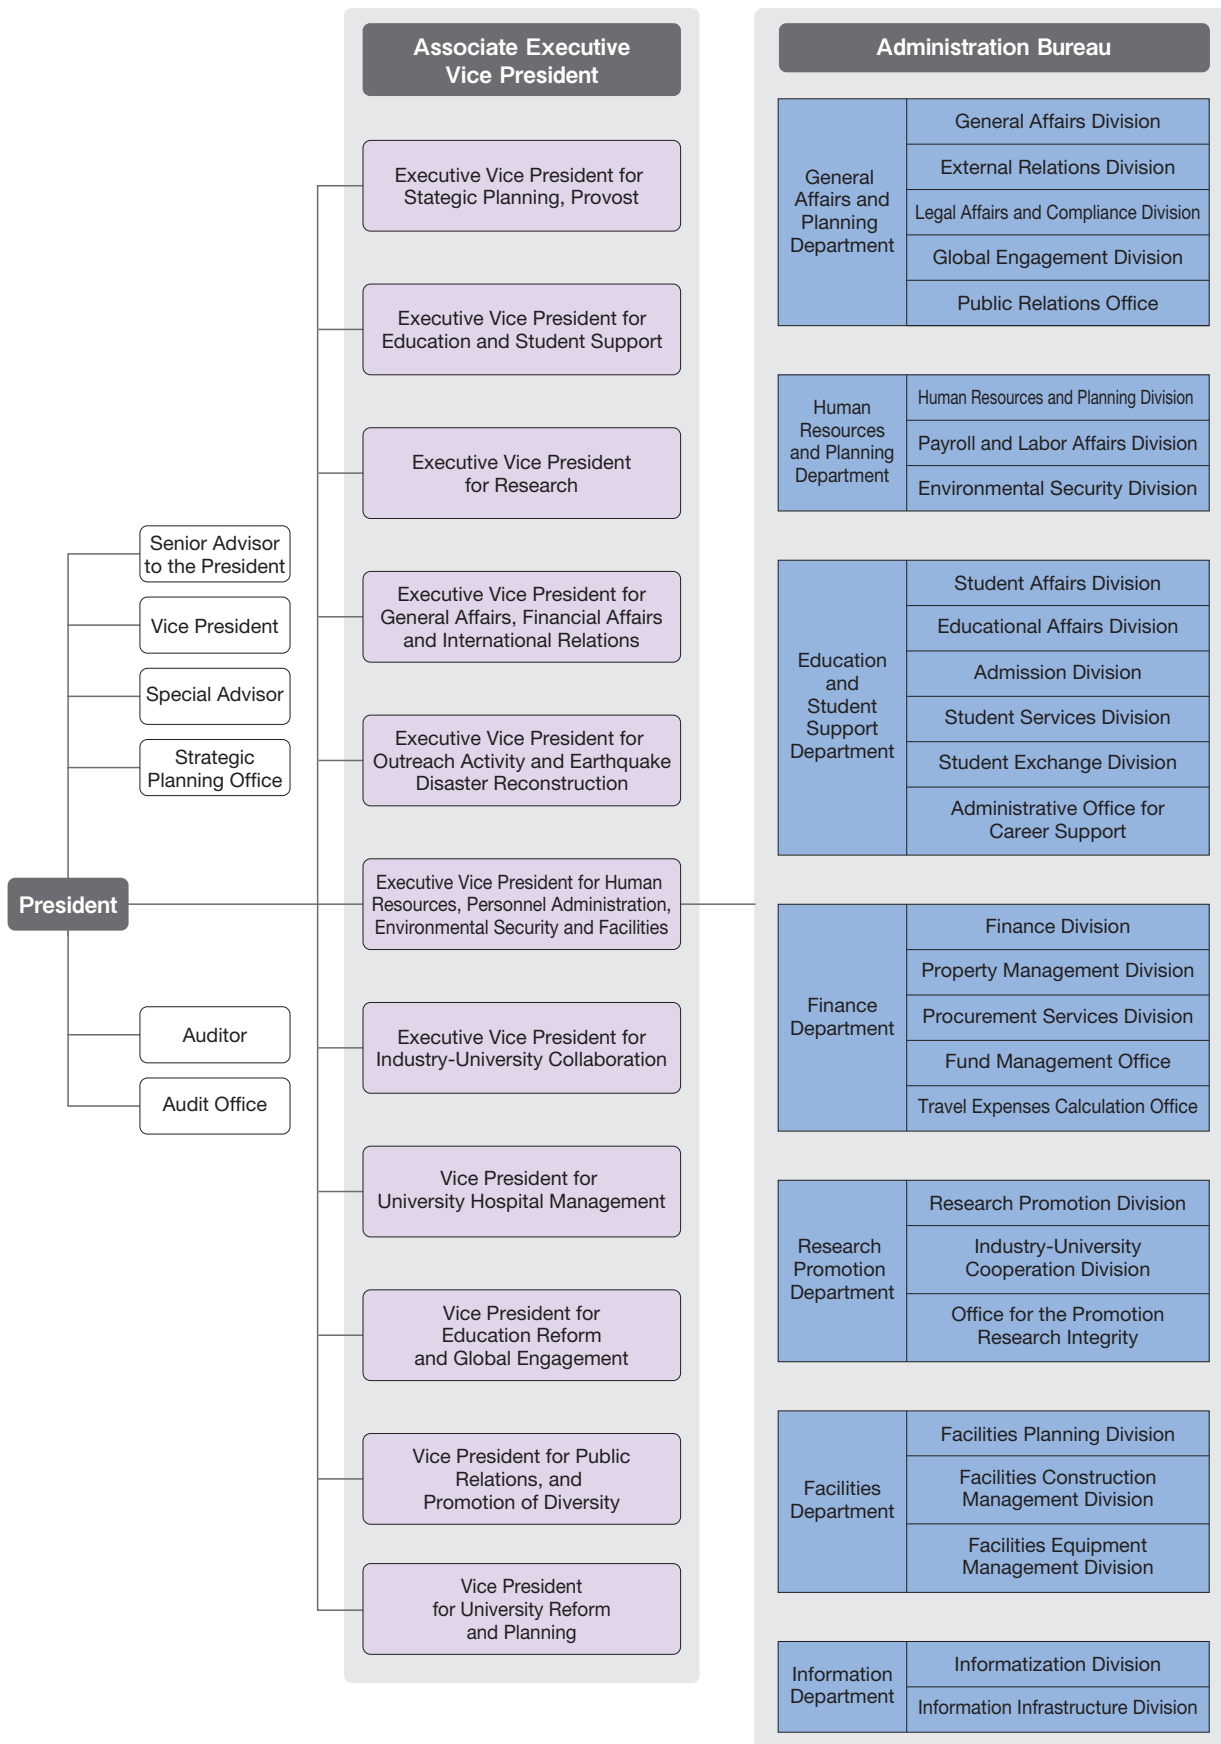 Associate Executive
Vice President
Executive Vice President for
Stategic Planning, Provost
Executive Vice President for
Education and Student Support
Executive Vice President
for Research
Executive Vice President for
General Affairs, Financial Affairs
and International Relations
Executive Vice President for
Outreach Activity and Earthquake
Disaster Reconstruction
Executive Vice President for Human
Resources, Personnel Administration,
Environmental Security and Facilities
Executive Vice President for
Industry-University Collaboration
Vice President for
University Hospital Management
Vice President for
Education Reform
and Global Engagement
Vice President for Public
Relations, and
Promotion of Diversity
Vice President
for University Reform
and Planning
Senior Advisor
to the President
Vice President
Special Advisor
Strategic
Planning Office
President
Auditor
Audit Office
Administration Bureau
General
Affairs and
Planning
Department
General Affairs Division
External Relations Division
Legal Affairs and Compliance Division
Global Engagement Division
Public Relations Office
Human
Resources
and Planning
Department
Human Resources and Planning Division
Payroll and Labor Affairs Division
Environmental Security Division
Education
and
Student
Support
Department
Student Affairs Division
Educational Affairs Division
Admission Division
Student Services Division
Student Exchange Division
Administrative Office for
Career Support
Finance
Department
Finance Division
Property Management Division
Procurement Services Division
Fund Management Office
Travel Expenses Calculation Office
Research
Promotion
Department
Research Promotion Division
Industry-University
Cooperation Division
Office for the Promotion
Research Integrity
Facilities
Department
Facilities Planning Division
Facilities Construction
Management Division
Facilities Equipment
Management Division
Information
Department
Informatization Division
Information Infrastructure Division